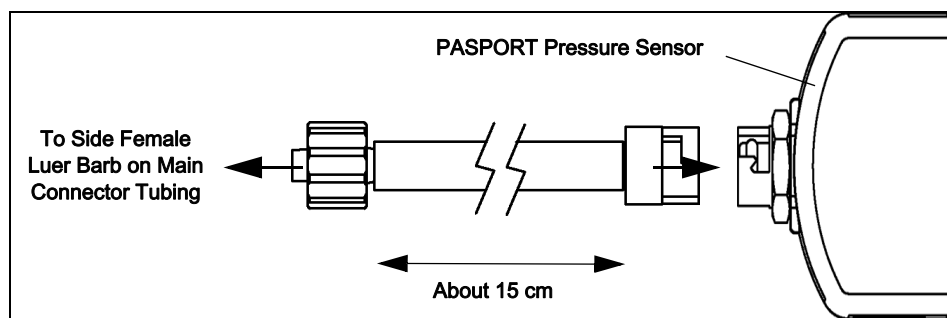 PASPORT Pressure Sensor
To Side Female
Luer Barb on Main
Connector Tubing
About 15 cm